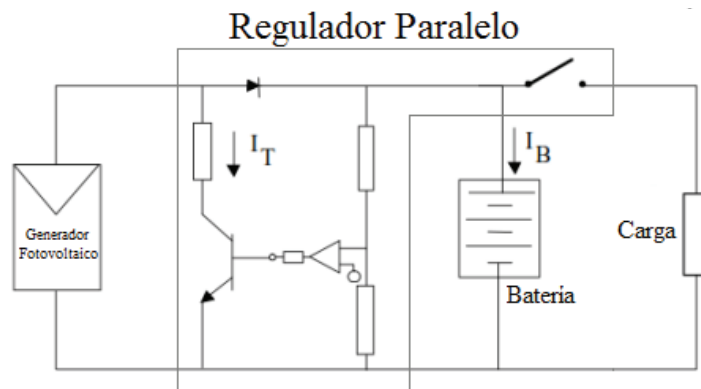 Regulador Paralelo
I_T
I_B
Generador
Fotovoltaico
Carga
Batería